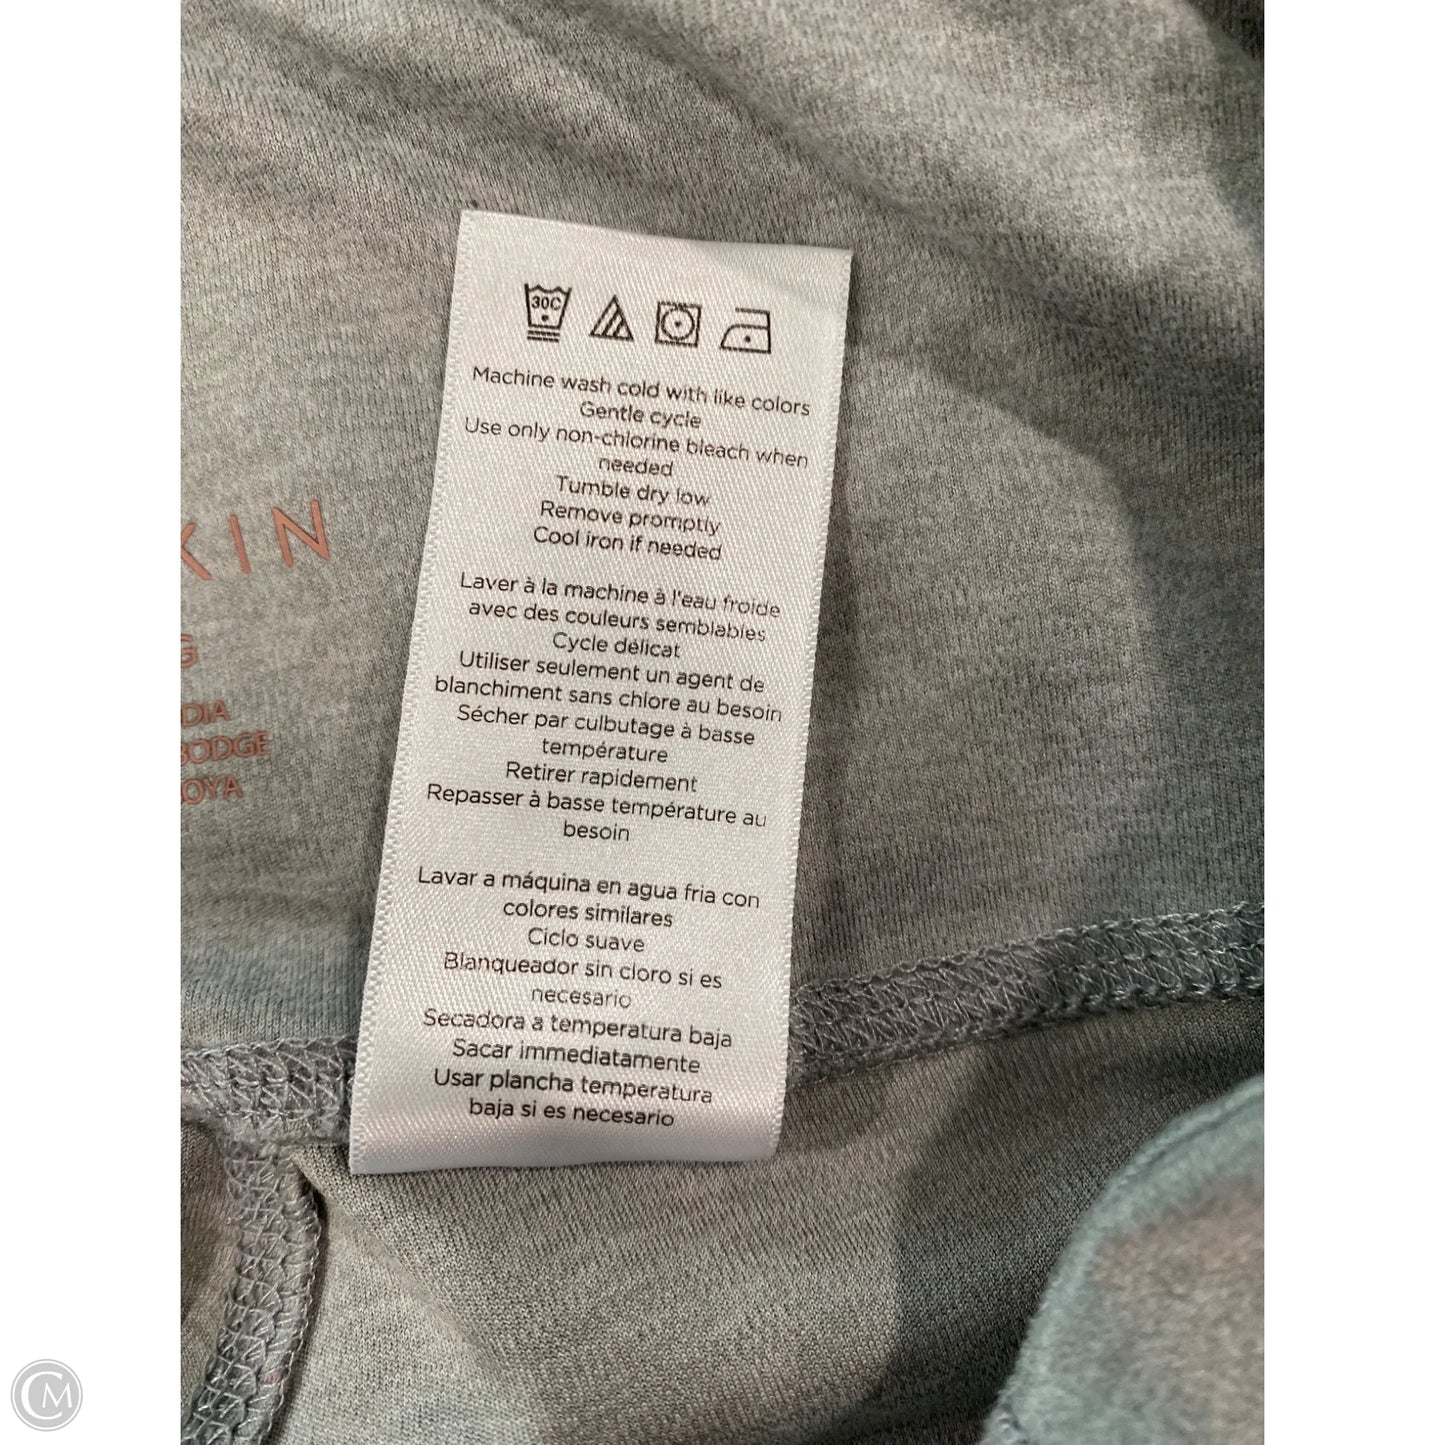 30C
Machine wash cold with like colors
Gentle cycle
Use only non-chlorine bleach when
needed
Tumble dry low
Remove promptly
Cool iron if needed
Laver à la machine à l'eau froide
avec des couleurs semblables
Cycle délicat
Utiliser seulement un agent de
blanchiment sans chlore au besoin
Sécher par culbutage à basse
température
Retirer rapidement
Repasser à basse température au
besoin
Lavar a máquina en agua fria con
colores similares
Ciclo suave
Blanqueador sin cloro si es
necesario
Secadora a temperatura baja
Sacar immediatamente
Usar plancha temperatura
baja si es necesario
KIN
G
DIA
BODGE
OYA
CM